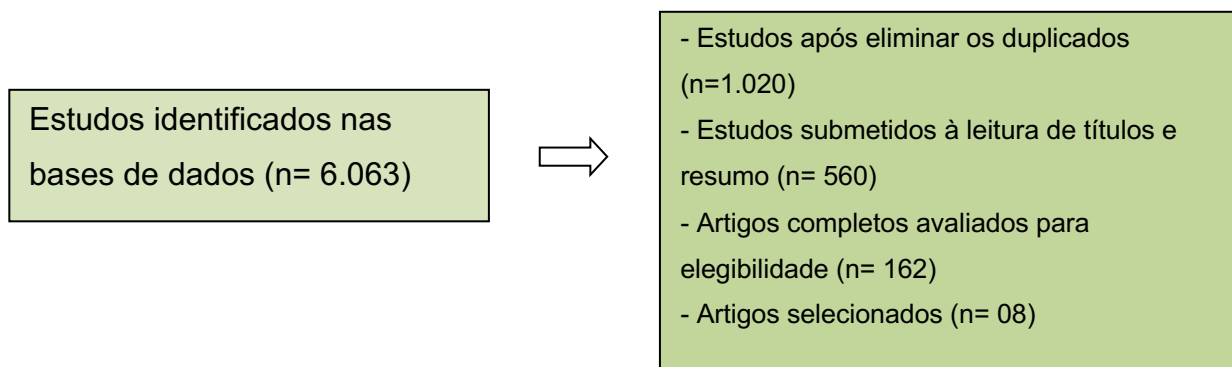 Estudos identificados nas
bases de dados (n= 6.063)
- Estudos após eliminar os duplicados
(n=1.020)
- Estudos submetidos à leitura de títulos e
resumo (n= 560)
- Artigos completos avaliados para
elegibilidade (n= 162)
- Artigos selecionados (n= 08)